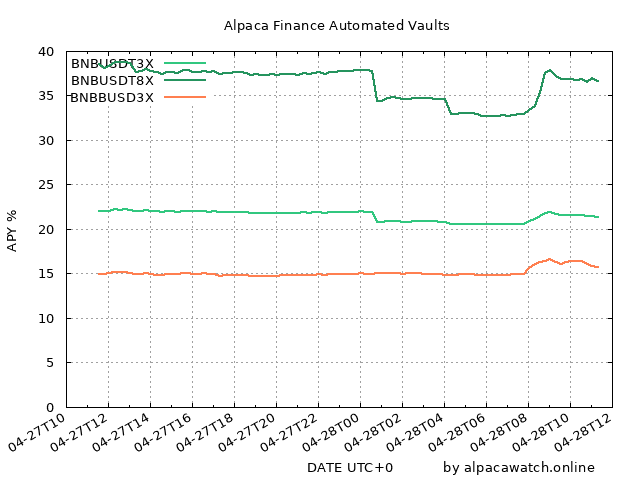 Alpaca Finance Automated Vaults
BNBUSDT3X
BNBUSDT8X
BNBBUSD3X
APY %
40
35
30
25
20
15
10
5
0
04-27T10
04-27T12
04-27T14
04-27T16
04-27T18
04-27T20
04-27T22
04-28T00
04-28T02
04-28T04
04-28T06
04-28T08
04-28T10
04-28T12
DATE UTC+0
by alpacawatch.online